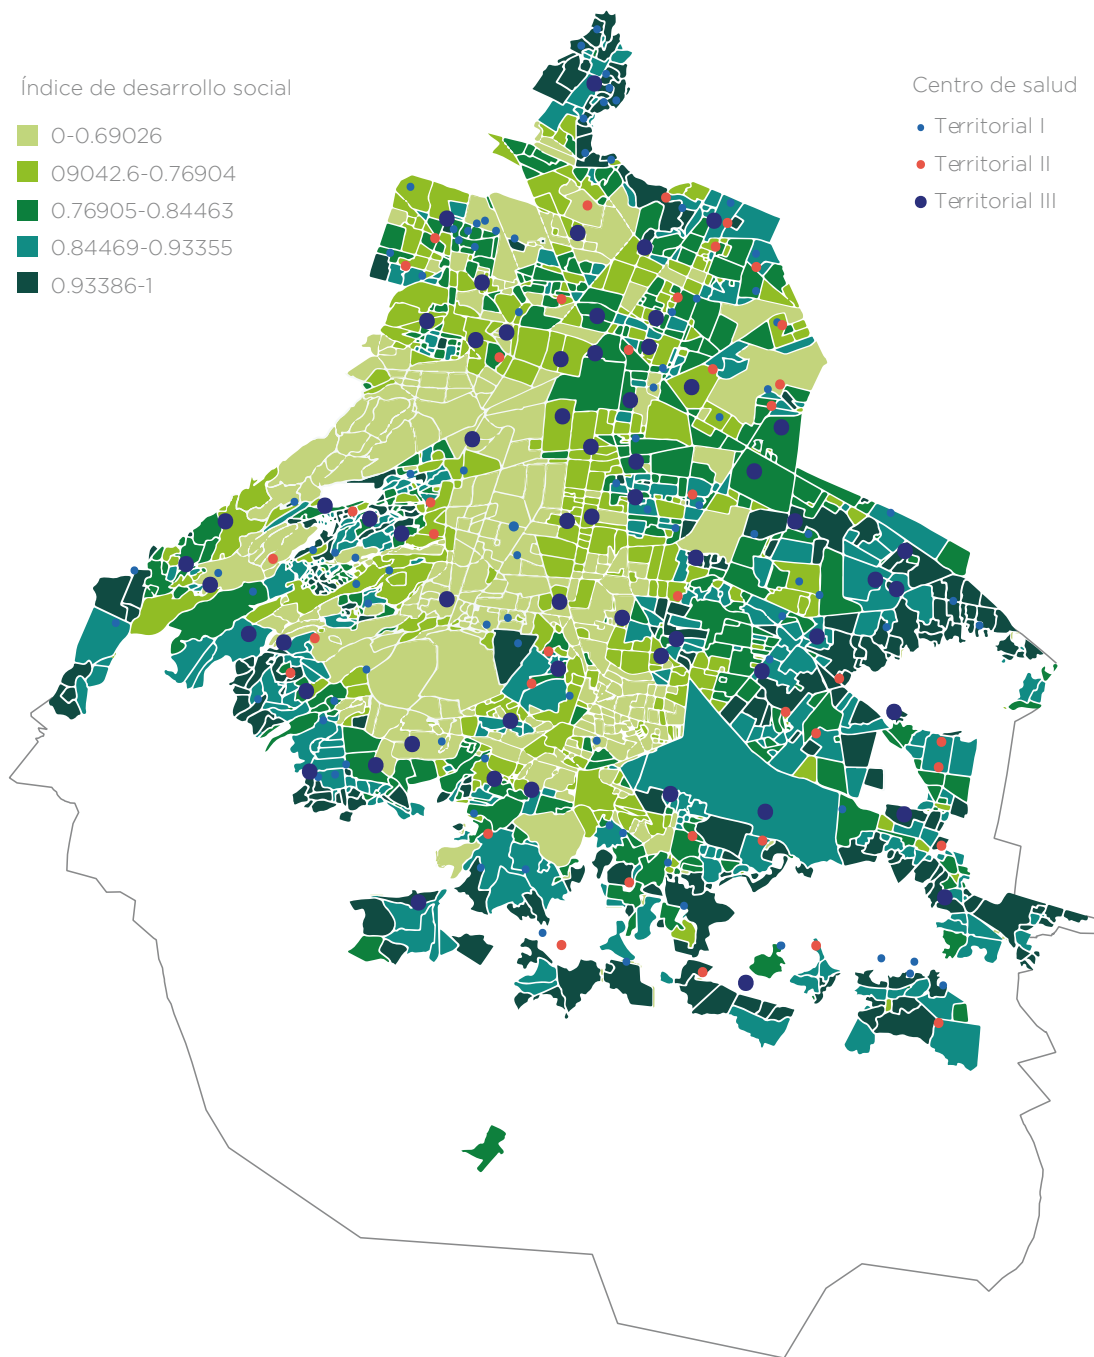 Índice de desarrollo social
0-0.69026
09042.6-0.76904
0.76905-0.84463
0.84469-0.93355
0.93386-1
Centro de salud
Territorial I
Territorial II
Territorial III